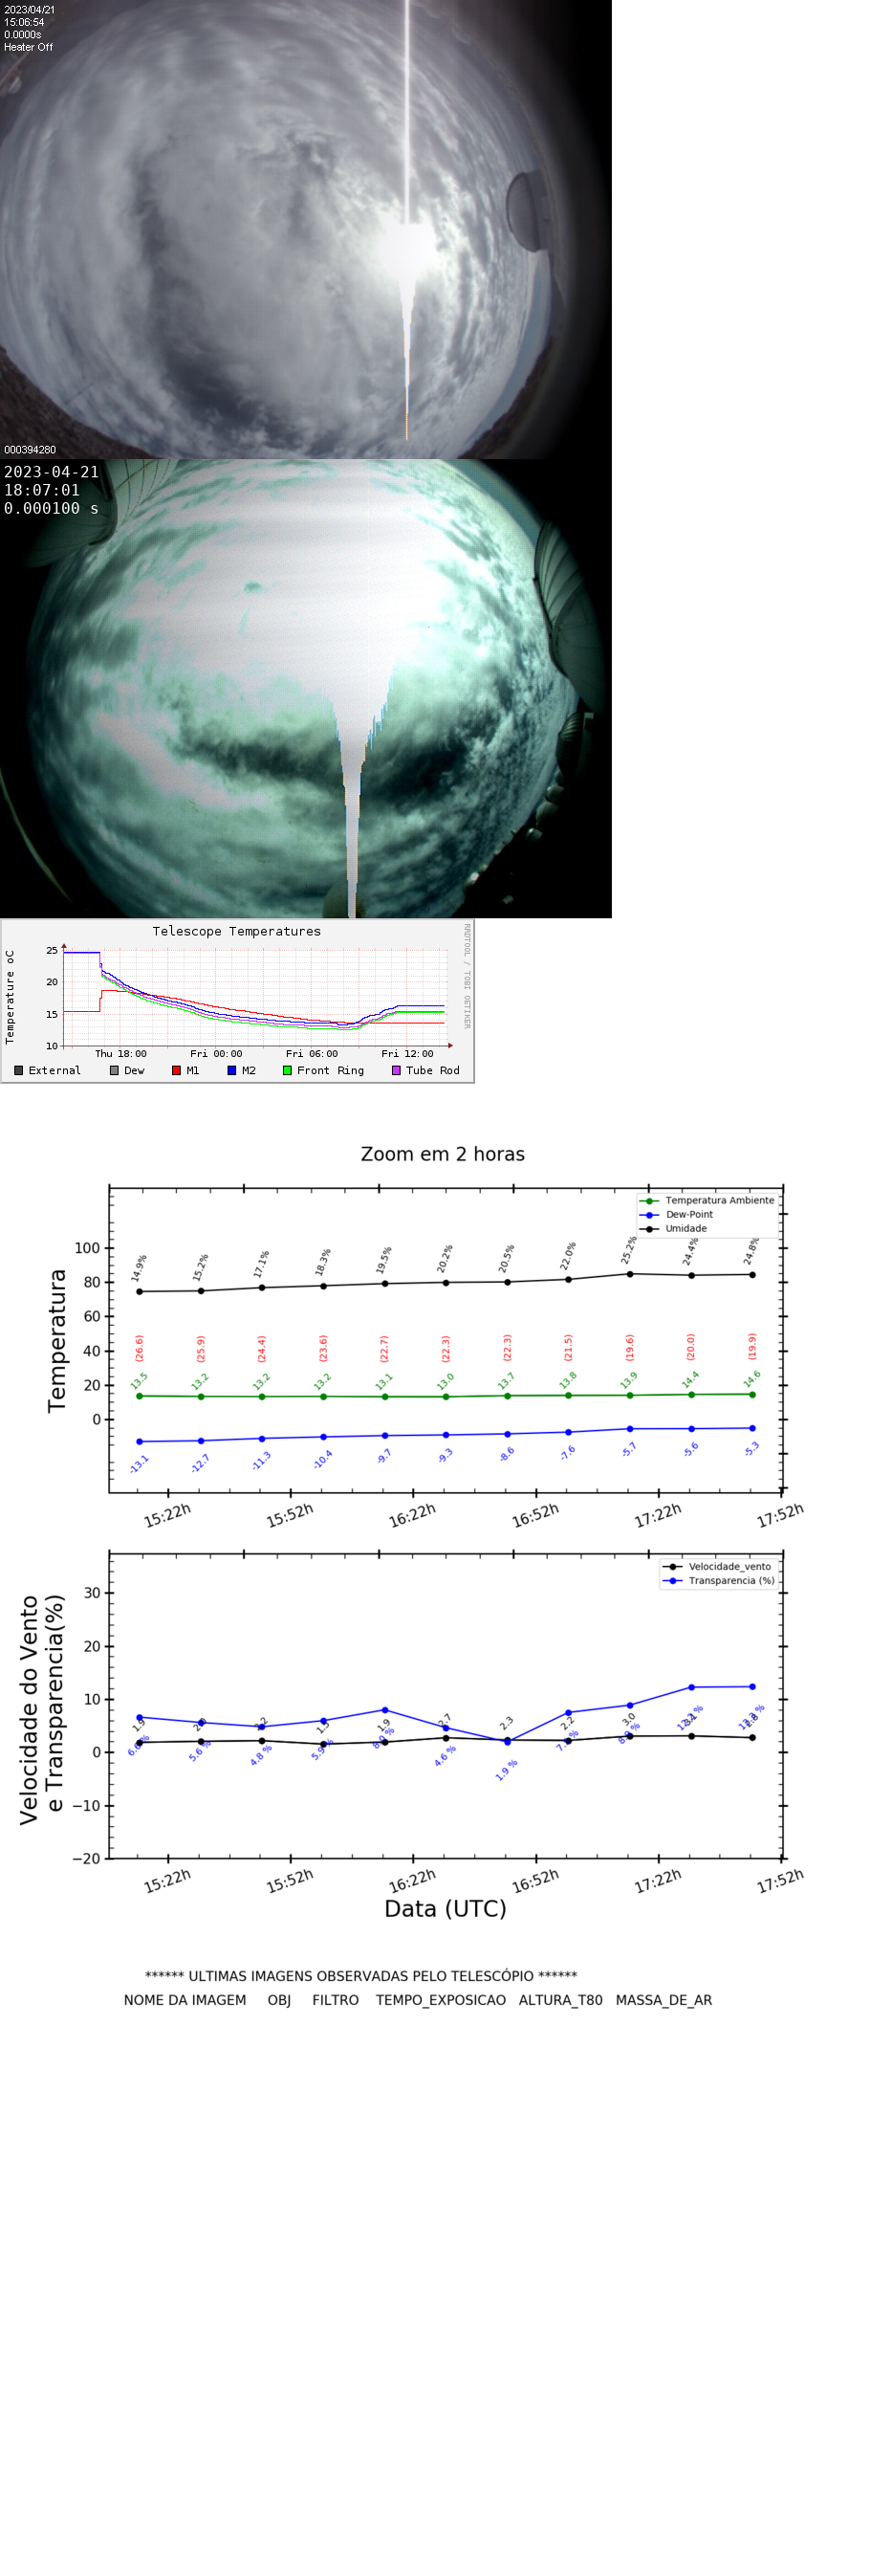 2023/04/21
15:06:54
0.0000s
Heater Off
000394280
2023-04-21
18:07:01
0.000100 s
Telescope Temperatures
RRDTOOL / TOBI OETIKER
Temperature oC
25
20
15
10
Thu 18:00 Fri 00:00 Fri 06:00 Fri 12:00
External Dew M1 M2 Front Ring Tube Rod
Zoom em 2 horas
Temperatura Ambiente
Dew-Point
Umidade
Temperatura
100
80
60
40
20
0
14.9% 15.2% 17.1% 18.3% 19.5% 20.2% 20.5% 22.0% 25.2% 24.4% 24.8%
(26.6) (25.9) (24.4) (23.6) (22.7) (22.3) (22.3) (21.5) (19.6) (20.0) (19.9)
13.5 13.2 13.2 13.2 13.1 13.0 13.7 13.8 13.9 14.4 14.6
-13.1 -12.7 -11.3 -10.4 -9.7 -9.3 -8.6 -7.6 -5.7 -5.6 -5.3
15:22h 15:52h 16:22h 16:52h 17:22h 17:52h
Velocidade_vento
Transparencia (%)
Velocidade do Vento
e Transparencia(%)
30
20
10
0
−10
−20
1.9 1.9 2.7 2.3 2.2 3.0
5.6 % 4.8 % 4.6 % 1.9 %
15:22h 15:52h 16:22h 16:52h 17:22h 17:52h
Data (UTC)
****** ULTIMAS IMAGENS OBSERVADAS PELO TELESCÓPIO ******
NOME DA IMAGEM OBJ FILTRO TEMPO_EXPOSICAO ALTURA_T80 MASSA_DE_AR